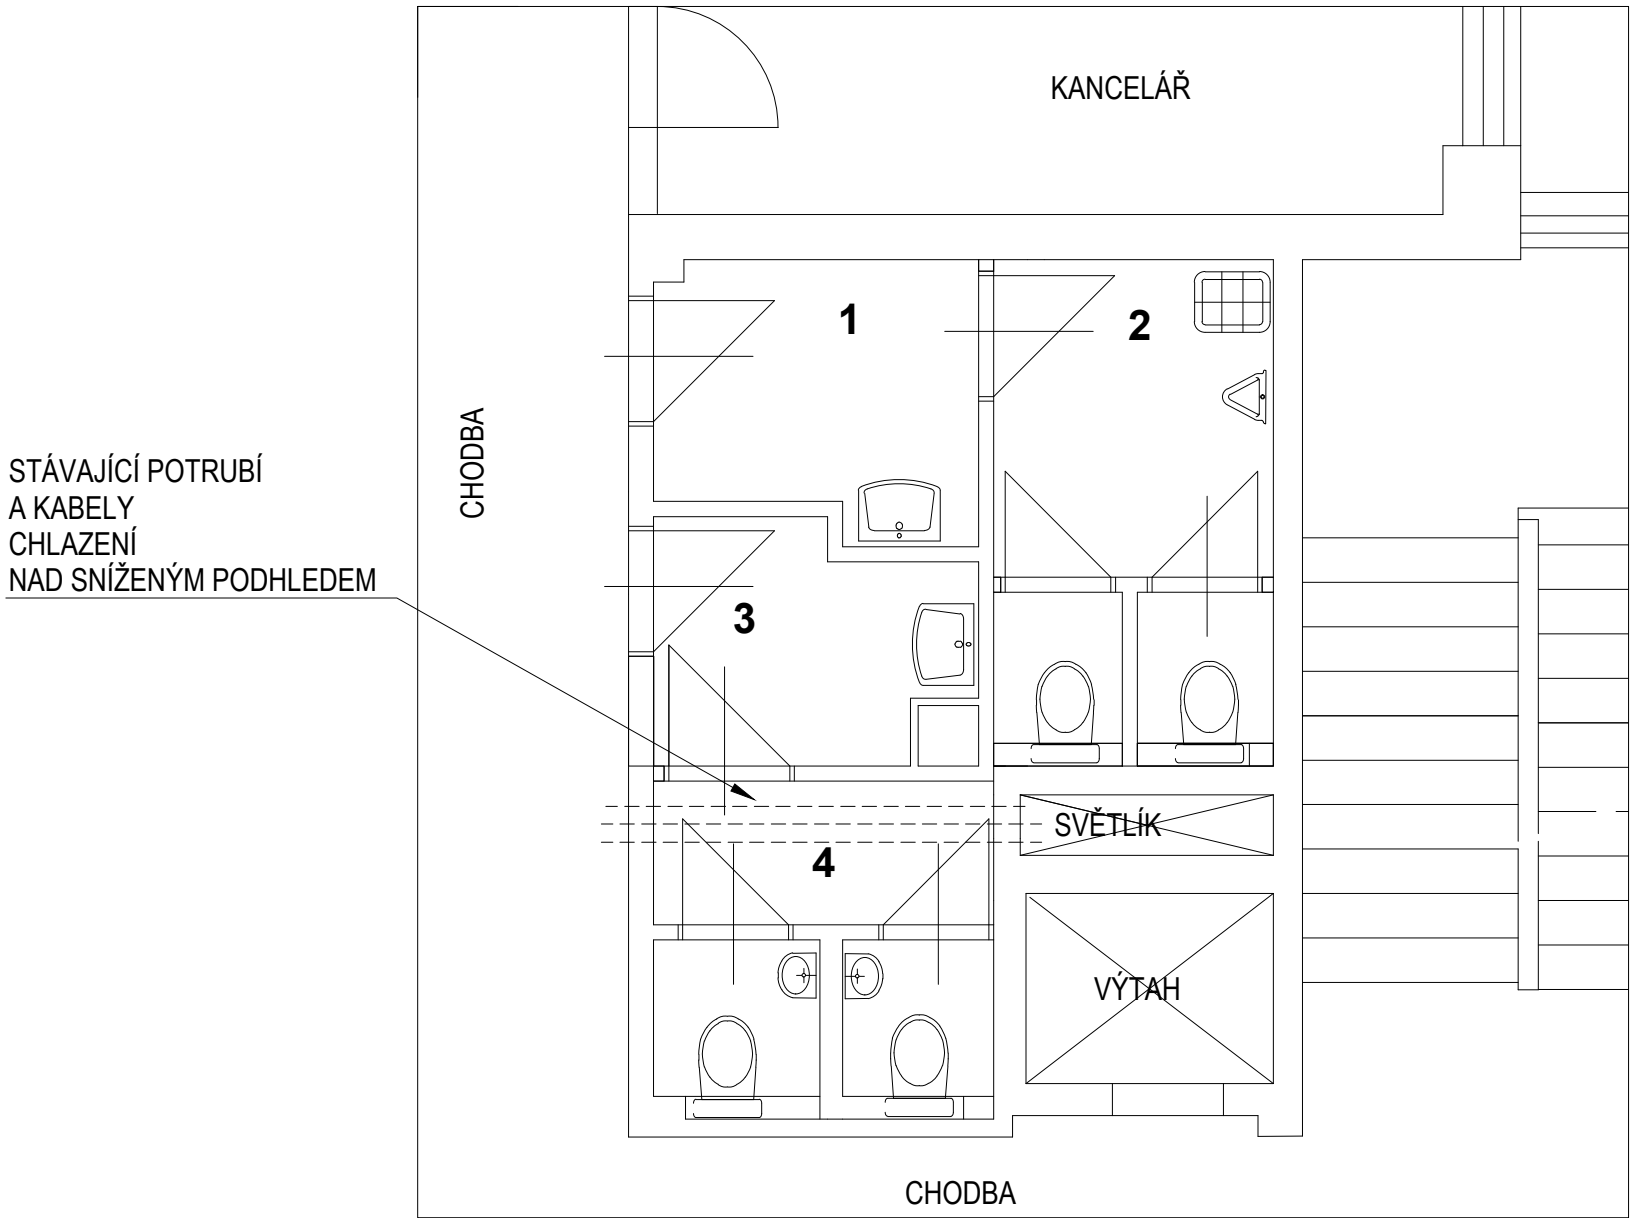 KANCELÁŘ
1
2
CHODBA
STÁVAJÍCÍ POTRUBÍ
A KABELY
CHLAZENÍ
NAD SNÍŽENÝM PODHLEDEM
3
SVĚTLÍK
4
VÝTAH
CHODBA